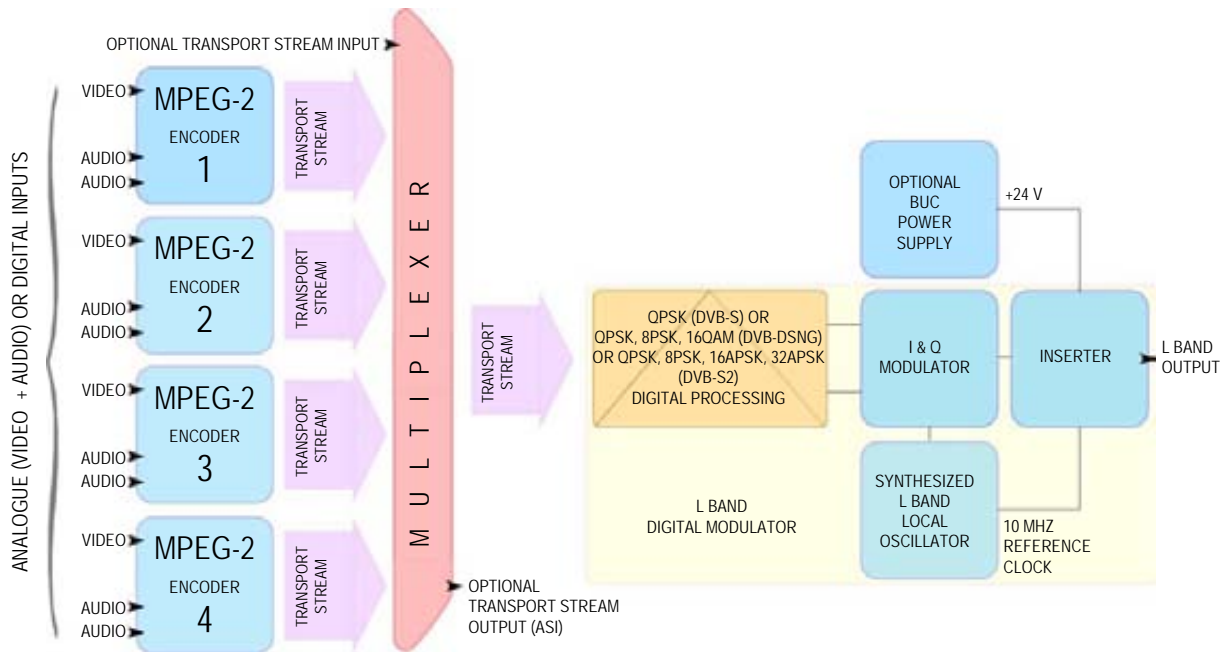 OPTIONAL TRANSPORT STREAM INPUT
ANALOGUE (VIDEO + AUDIO) OR DIGITAL INPUTS
VIDEO
AUDIO
AUDIO
MPEG-2
ENCODER
1
TRANSPORT
STREAM
VIDEO
AUDIO
AUDIO
MPEG-2
ENCODER
2
TRANSPORT
STREAM
VIDEO
AUDIO
AUDIO
MPEG-2
ENCODER
3
TRANSPORT
STREAM
VIDEO
AUDIO
AUDIO
MPEG-2
ENCODER
4
TRANSPORT
STREAM
MULTIPLEXER
OPTIONAL
TRANSPORT STREAM
OUTPUT (ASI)
TRANSPORT
STREAM
QPSK (DVB-S) OR
QPSK, 8PSK, 16QAM (DVB-DSNG)
OR QPSK, 8PSK, 16APSK, 32APSK
(DVB-S2)
DIGITAL PROCESSING
L BAND
DIGITAL MODULATOR
OPTIONAL
BUC
POWER
SUPPLY
+24 V
I & Q
MODULATOR
INSERTER
L BAND
OUTPUT
SYNTHESIZED
L BAND
LOCAL
OSCILLATOR
10 MHZ
REFERENCE
CLOCK